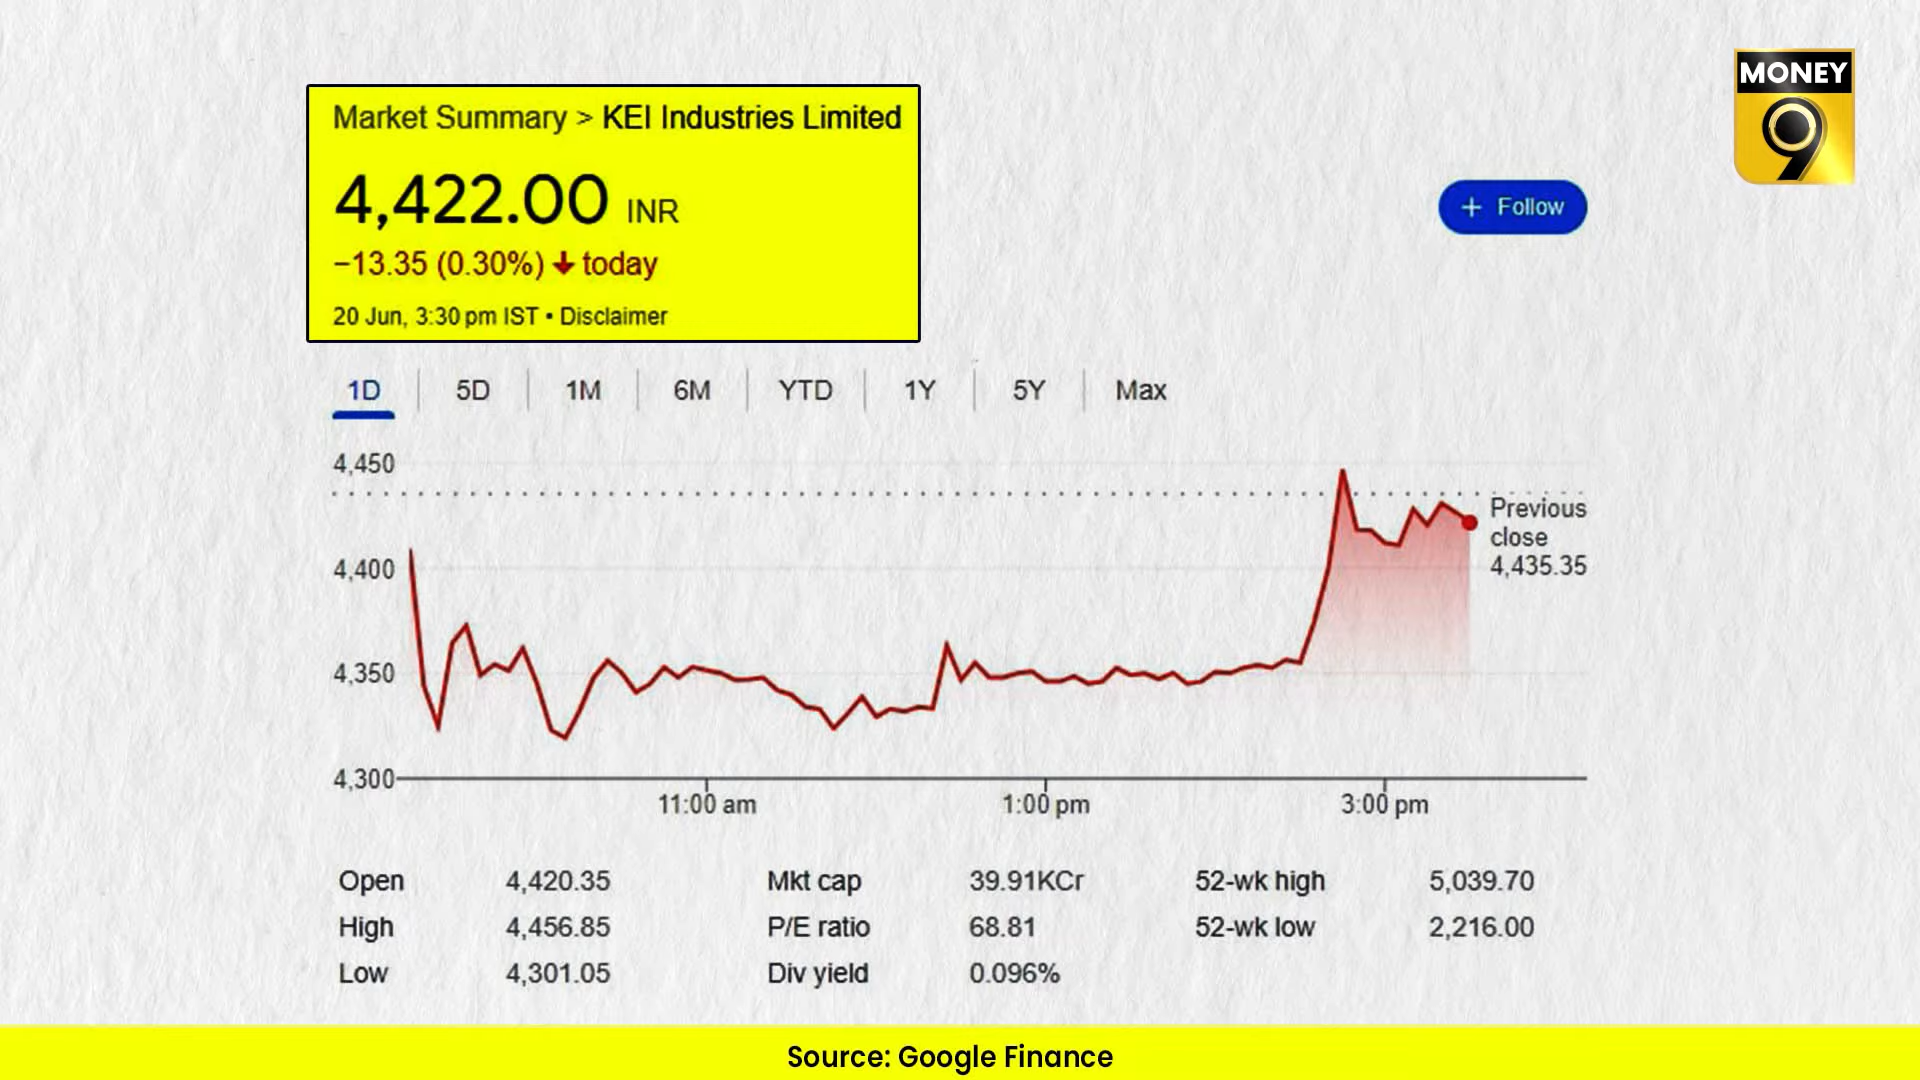 MONEY
9
Market Summary > KEI Industries Limited
4,422.00 INR
−13.35 (0.30%) ↓ today
20 Jun, 3:30 pm IST • Disclaimer
+ Follow
1D 5D 1M 6M YTD 1Y 5Y Max
4,450
4,400
4,350
4,300
Previous
close
4,435.35
11:00 am 1:00 pm 3:00 pm
Open 4,420.35 Mkt cap 39.91KCr 52-wk high 5,039.70
High 4,456.85 P/E ratio 68.81 52-wk low 2,216.00
Low 4,301.05 Div yield 0.096%
Source: Google Finance